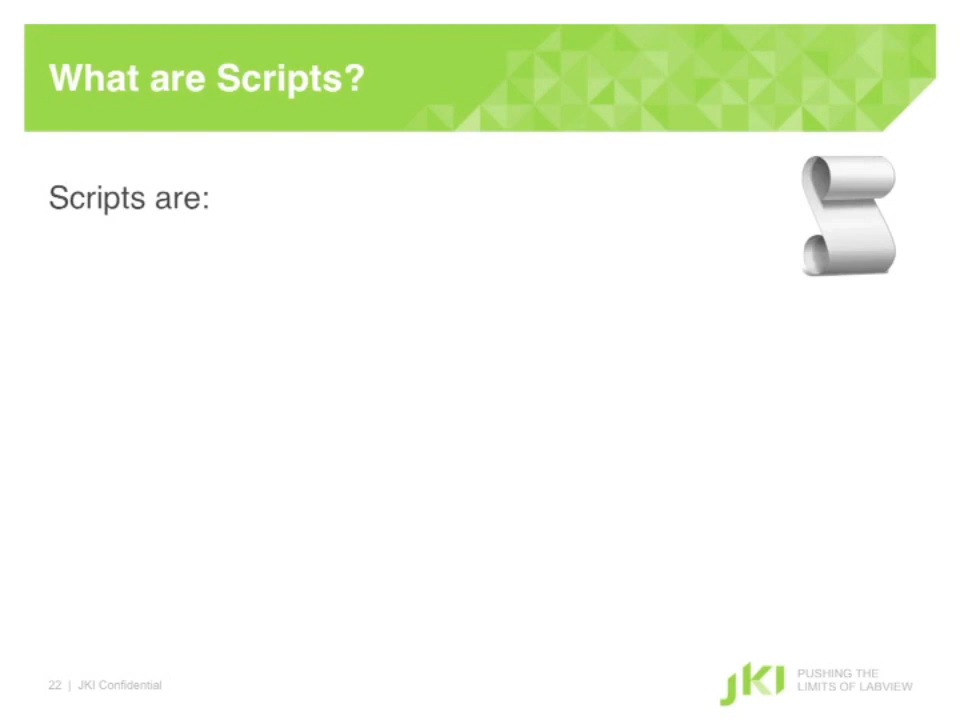 What are Scripts?
Scripts are:
22 | JKI Confidential
JKI
PUSHING THE
LIMITS OF LABVIEW